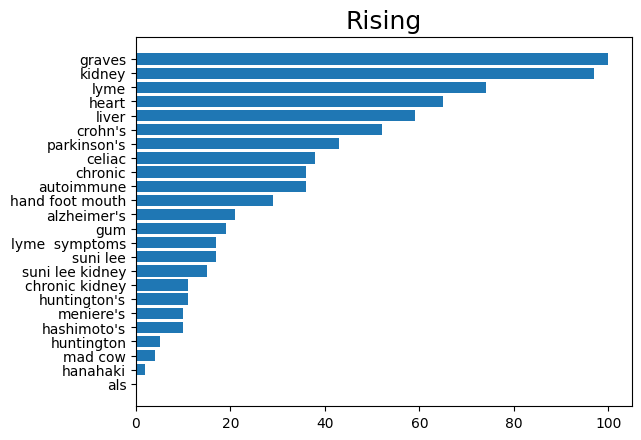 Rising
graves
kidney
lyme
heart
liver
crohn's
parkinson's
celiac
chronic
autoimmune
hand foot mouth
alzheimer's
gum
lyme  symptoms
suni lee
suni lee kidney
chronic kidney
huntington's
meniere's
hashimoto's
huntington
mad cow
hanahaki
als
0 20 40 60 80 100